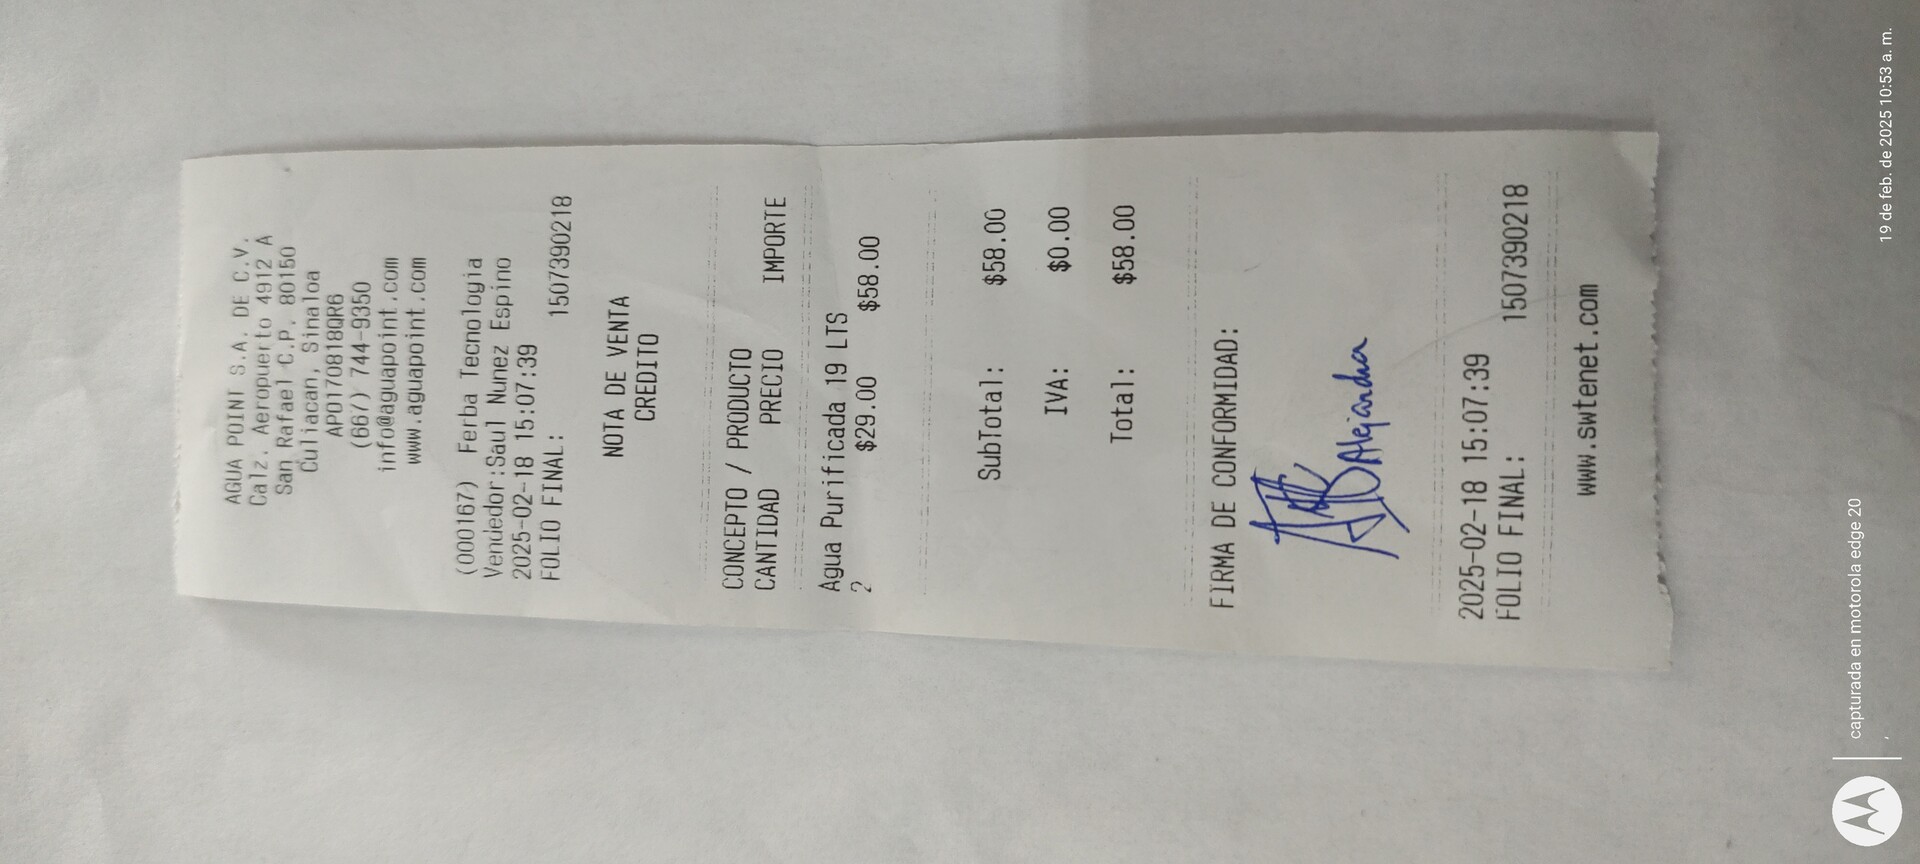 AGUA POINT S.A. DE C.V.
Calz. Aeropuerto 4912 A
San Rafael C.P. 80150
Culiacan, Sinaloa
APO170818QR6
(667) 744-9350
info@aguapoint.com
www.aguapoint.com
(000167) Ferba Tecnologia
Vendedor:Saul Nunez Espino
2025-02-18 15:07:39
FOLIO FINAL: 1507390218
NOTA DE VENTA
CREDITO
CONCEPTO / PRODUCTO
CANTIDAD PRECIO IMPORTE
Agua Purificada 19 LTS
2 $29.00 $58.00
SubTotal: $58.00
IVA: $0.00
Total: $58.00
FIRMA DE CONFORMIDAD:
Alejandra
2025-02-18 15:07:39
FOLIO FINAL: 1507390218
www.swtenet.com
capturada en motorola edge 20
,
19 de feb. de 2025 10:53 a. m.